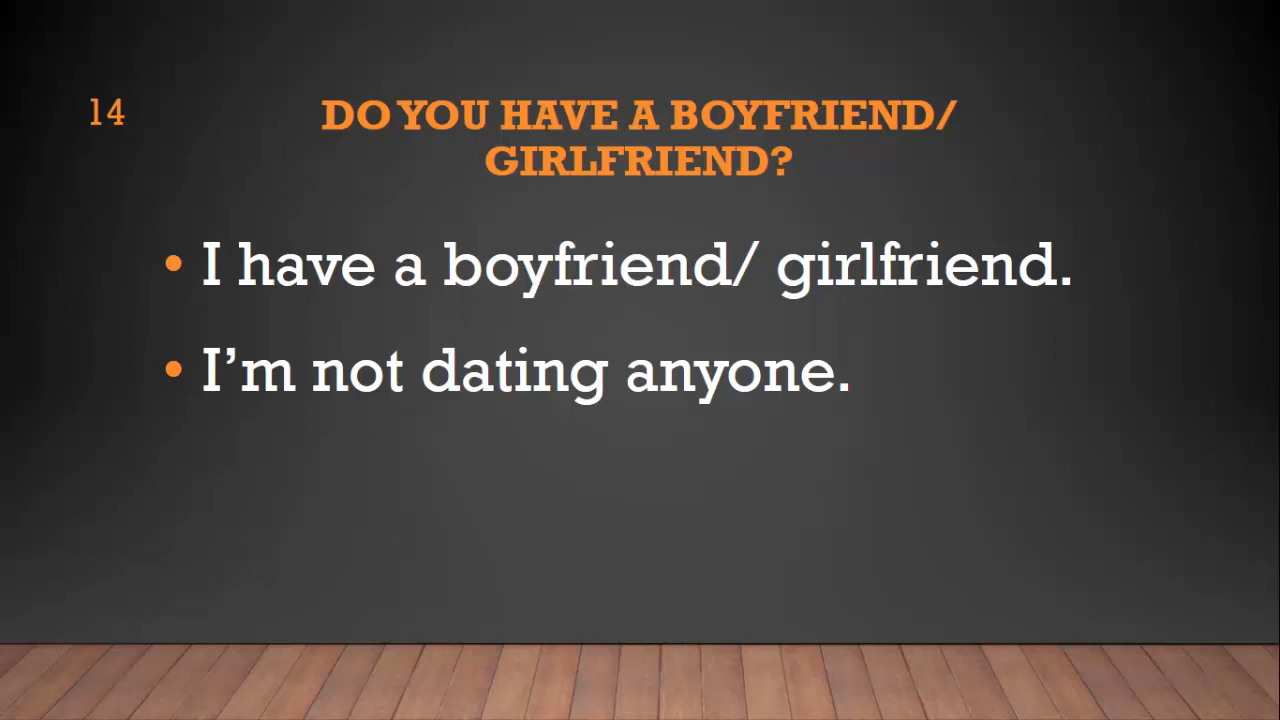 14
DO YOU HAVE A BOYFRIEND/
GIRLFRIEND?
• I have a boyfriend/ girlfriend.
• I’m not dating anyone.